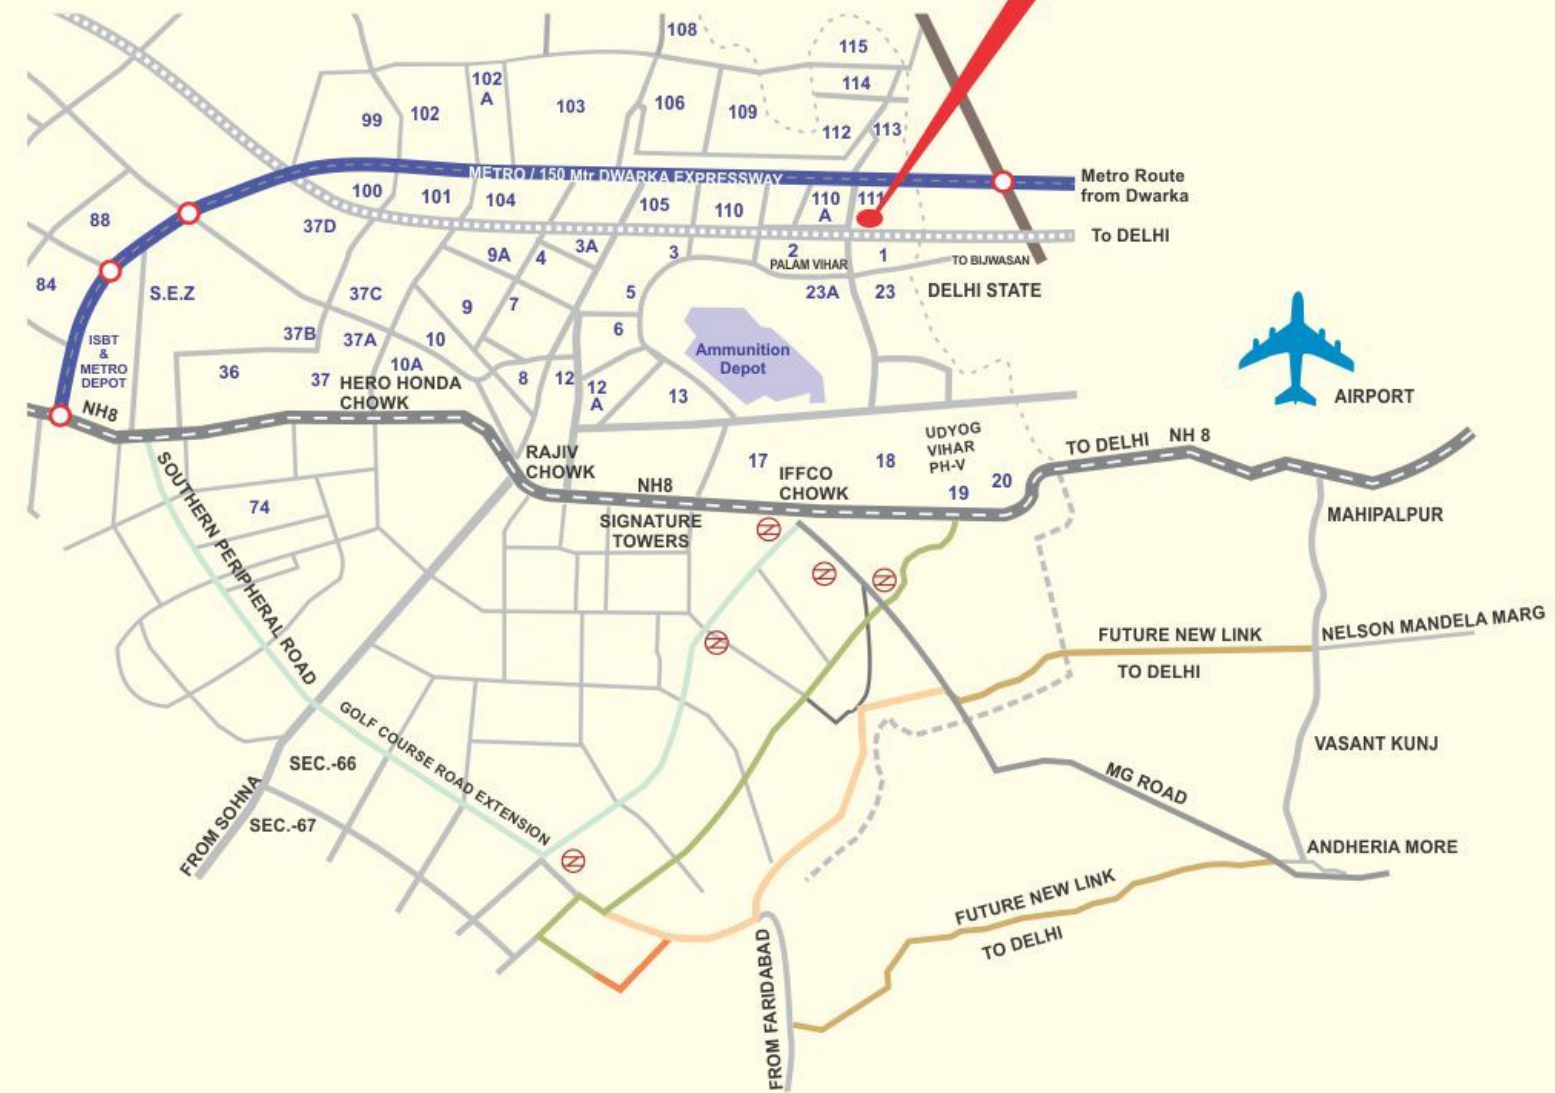 108
115
102
A
114
103
106
109
102
99
112
113
METRO / 150 Mtr DWARKA EXPRESSWAY
Metro Route
from Dwarka
100
101
104
105
110
110
A
111
88
37D
To DELHI
9A
4
3A
3
2
1
PALAM VIHAR
TO BIJWASAN
84
S.E.Z
37C
9
7
5
23A
23
DELHI STATE
ISBT
&
METRO
DEPOT
37B
37A
10
6
Ammunition
Depot
36
37
10A
8
12
12
A
13
HERO HONDA
CHOWK
AIRPORT
NH8
RAJIV
CHOWK
17
IFFCO
CHOWK
18
UDYOG
VIHAR
PH-V
19
20
TO DELHI
NH 8
NH8
SIGNATURE
TOWERS
74
MAHIPALPUR
SOUTHERN PERIPHERAL ROAD
FUTURE NEW LINK
TO DELHI
NELSON MANDELA MARG
GOLF COURSE ROAD EXTENSION
SEC.-66
SEC.-67
FROM SOHNA
VASANT KUNJ
MG ROAD
ANDHERIA MORE
FUTURE NEW LINK
TO DELHI
FROM FARIDABAD